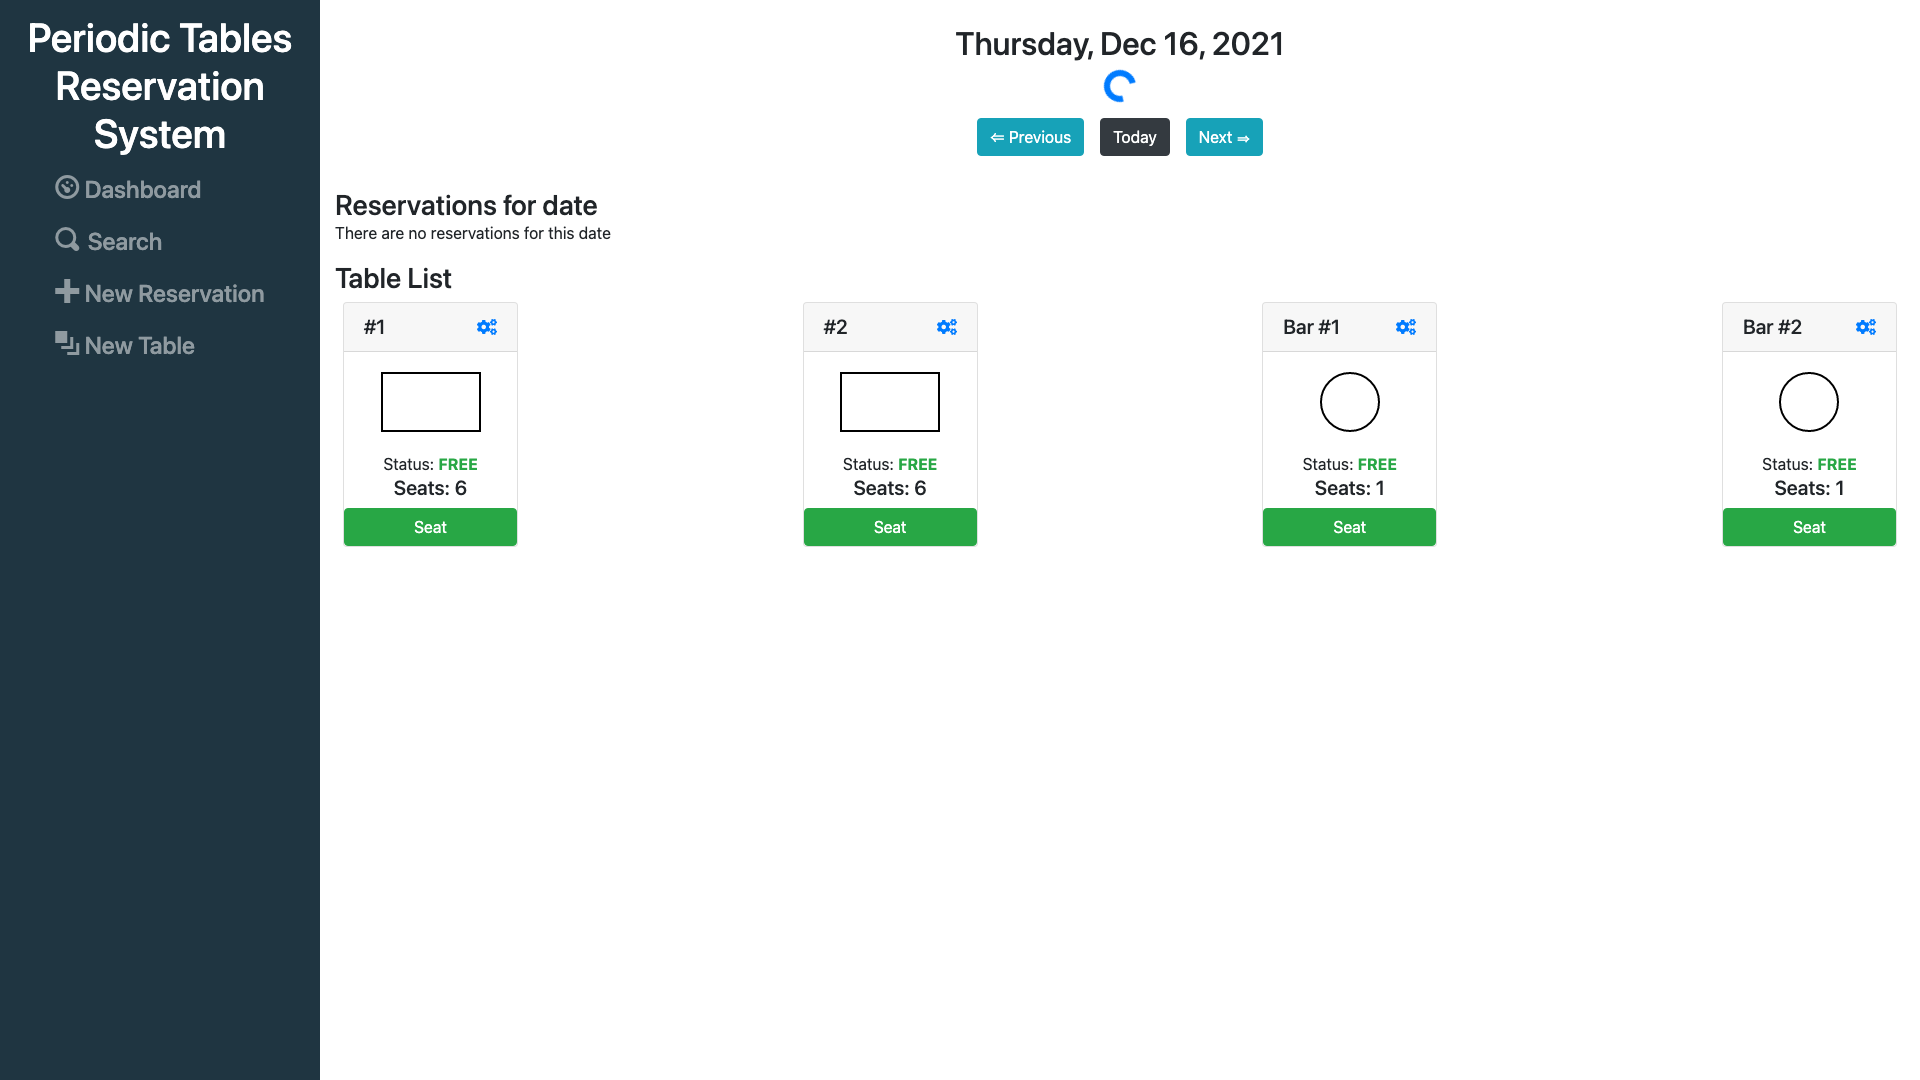 Periodic Tables
Reservation
System
Dashboard
Search
New Reservation
New Table
Thursday, Dec 16, 2021
⇐ Previous
Today
Next ⇒
Reservations for date
There are no reservations for this date
Table List
#1
Status: FREE
Seats: 6
Seat
#2
Status: FREE
Seats: 6
Seat
Bar #1
Status: FREE
Seats: 1
Seat
Bar #2
Status: FREE
Seats: 1
Seat